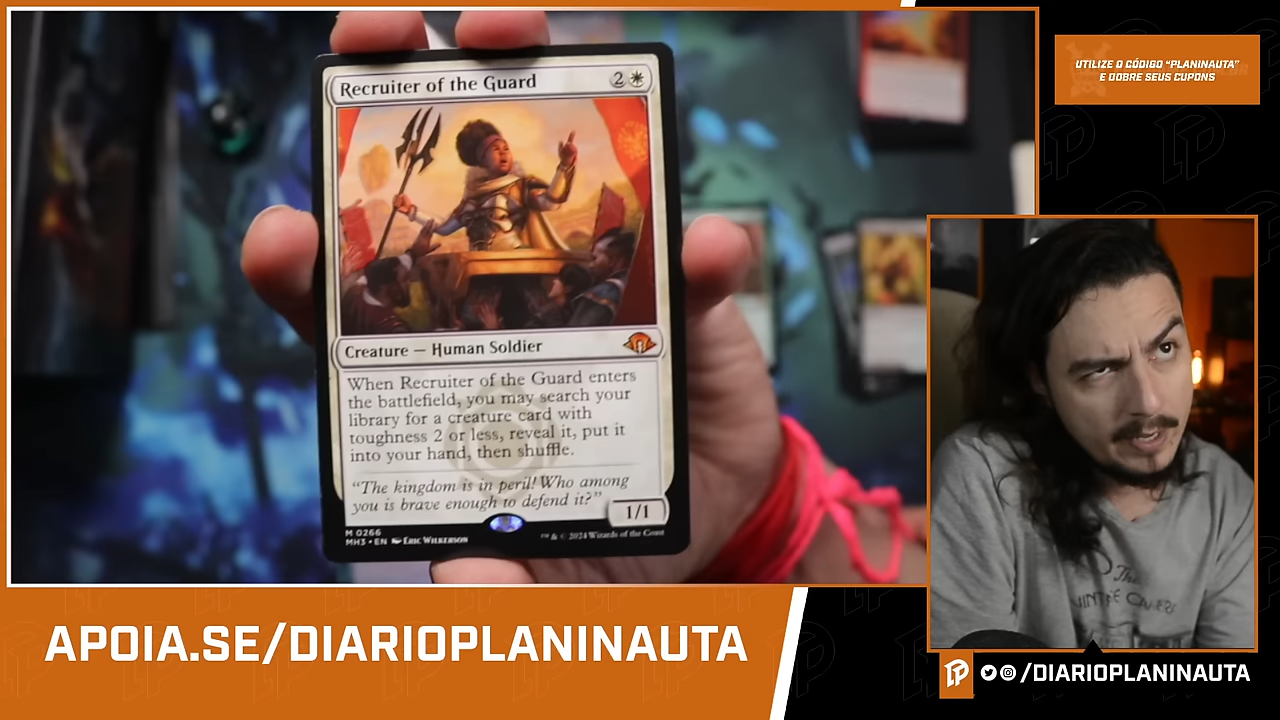 Recruiter of the Guard 2
Creature — Human Soldier
When Recruiter of the Guard enters
the battlefield, you may search your
library for a creature card with
toughness 2 or less, reveal it, put it
into your hand, then shuffle.
“The kingdom is in peril! Who among
you is brave enough to defend it?”
1/1
M 0266
MH3 • EN Eric Wilkerson
™ & © 2024 Wizards of the Coast
UTILIZE O CÓDIGO “PLANINAUTA”
E DOBRE SEUS CUPONS
The
APOIA.SE/DIARIOPLANINAUTA
/DIARIOPLANINAUTA